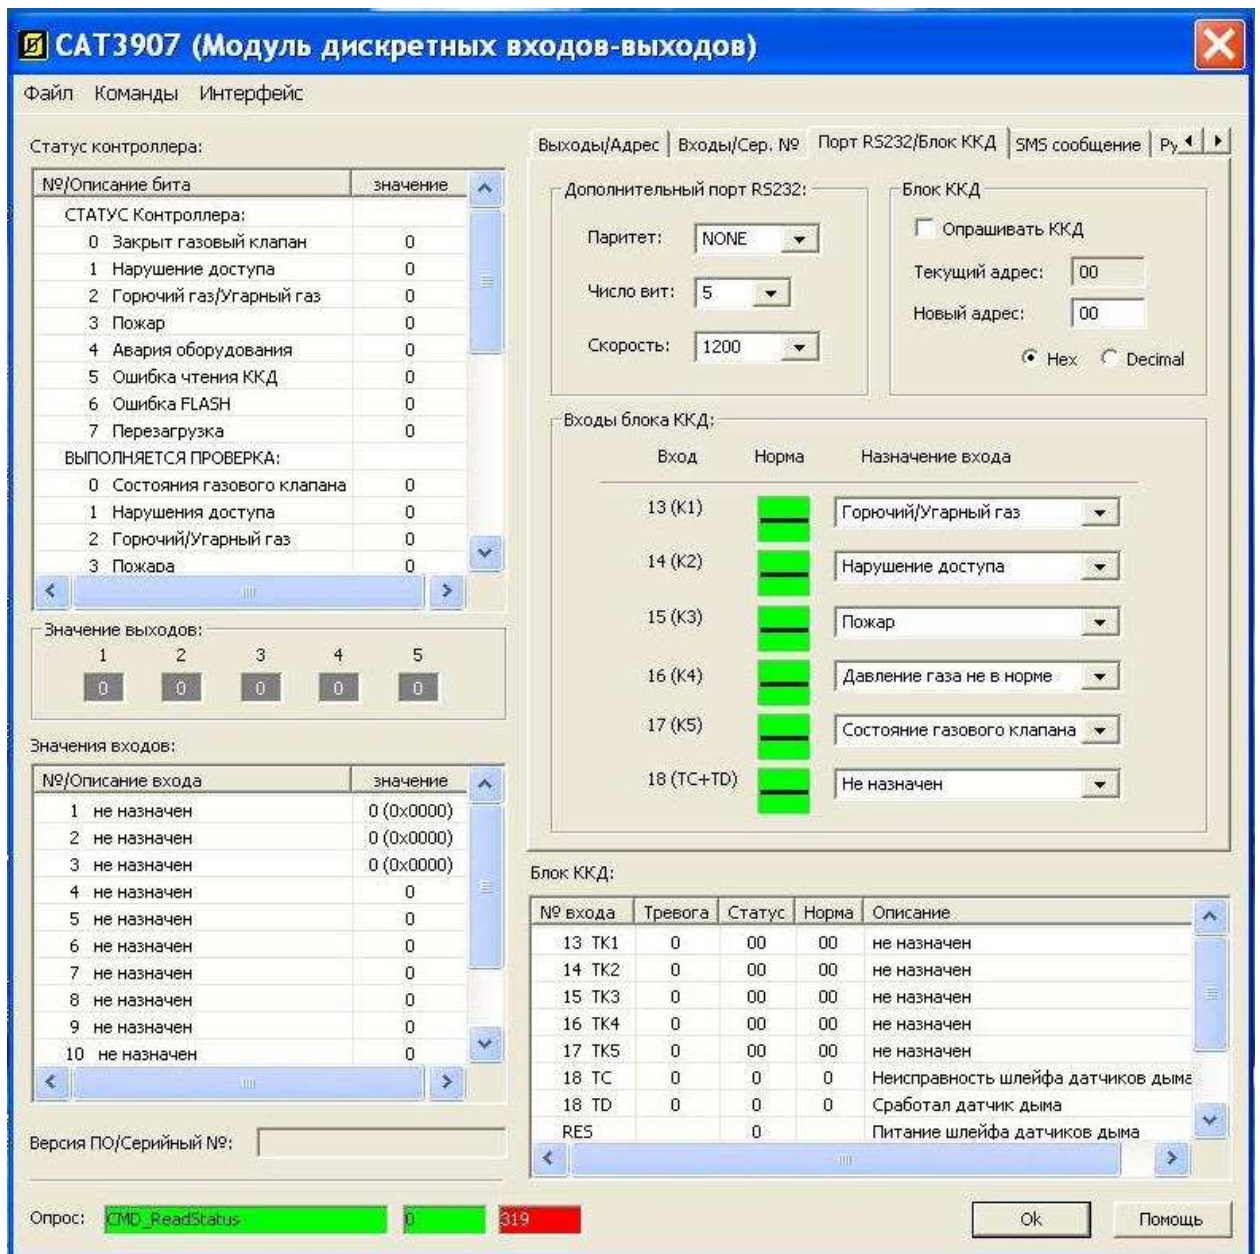 CAT3907 (Модуль дискретных входов-выходов)
Файл Команды Интерфейс
Статус контроллера:
№/Описание бита значение
СТАТУС Контроллера:
0 Закрыт газовый клапан 0
1 Нарушение доступа 0
2 Горючий газ/Угарный газ 0
3 Пожар 0
4 Авария оборудования 0
5 Ошибка чтения ККД 0
6 Ошибка FLASH 0
7 Перезагрузка 0
ВЫПОЛНЯЕТСЯ ПРОВЕРКА:
0 Состояния газового клапана 0
1 Нарушения доступа 0
2 Горючий/Угарный газ 0
3 Пожара 0
Значение выходов:
1 2 3 4 5
0 0 0 0 0
Значения входов:
№/Описание входа значение
1 не назначен 0 (0x0000)
2 не назначен 0 (0x0000)
3 не назначен 0 (0x0000)
4 не назначен 0
5 не назначен 0
6 не назначен 0
7 не назначен 0
8 не назначен 0
9 не назначен 0
10 не назначен 0
Версия ПО/Серийный №:
Опрос: CMD_ReadStatus 0 319
Выходы/Адрес Входы/Сер. № Порт RS232/Блок ККД SMS сообщение Ру
Дополнительный порт RS232:
Паритет: NONE
Число вит: 5
Скорость: 1200
Блок ККД
Опрашивать ККД
Текущий адрес: 00
Новый адрес: 00
Hex Decimal
Входы блока ККД:
Вход Норма Назначение входа
13 (K1) Горючий/Угарный газ
14 (K2) Нарушение доступа
15 (K3) Пожар
16 (K4) Давление газа не в норме
17 (K5) Состояние газового клапана
18 (TC+TD) Не назначен
Блок ККД:
№ входа Тревога Статус Норма Описание
13 TK1 0 00 00 не назначен
14 TK2 0 00 00 не назначен
15 TK3 0 00 00 не назначен
16 TK4 0 00 00 не назначен
17 TK5 0 00 00 не назначен
18 TC 0 0 0 Неисправность шлейфа датчиков дыма
18 TD 0 0 0 Сработал датчик дыма
RES 0 Питание шлейфа датчиков дыма
Ok Помощь